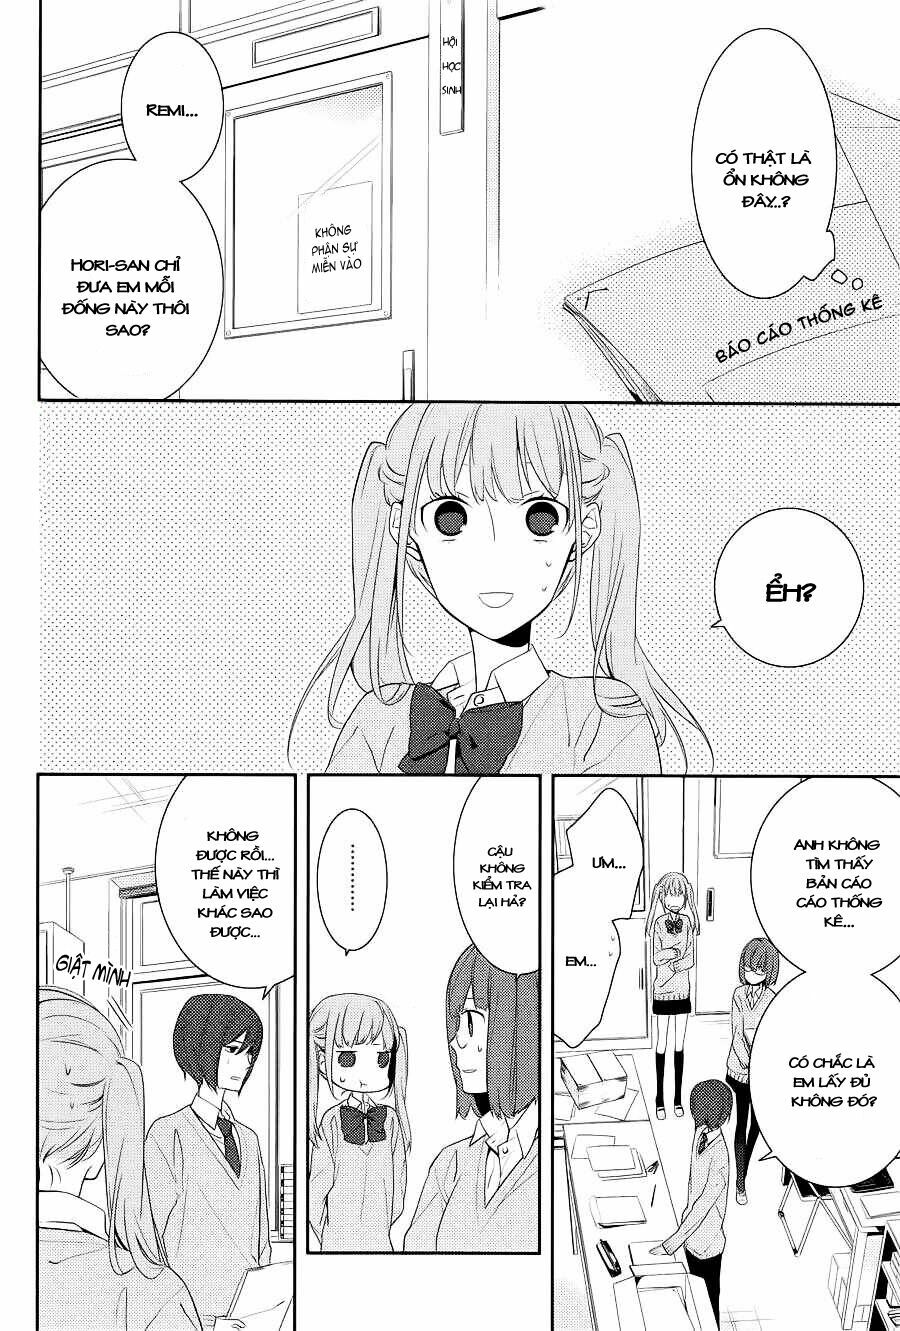 CÓ THẬT LÀ
ỔN KHÔNG
ĐÂY..?
BÁO CÁO THỐNG KÊ
HỘI
HỌC
SINH
KHÔNG
PHẬN SỰ
MIỄN VÀO
REMI...
HORI-SAN CHỈ
ĐƯA EM MỖI
ĐỐNG NÀY THÔI
SAO?
ỂH?
ANH KHÔNG
TÌM THẤY
BẢN CÁO
CÁO THỐNG
KÊ...
CÓ CHẮC LÀ
EM LẤY ĐỦ
KHÔNG ĐÓ?
ƯM...
EM...
CẬU
KHÔNG
KIỂM TRA
LẠI HẢ?
..........
KHÔNG
ĐƯỢC RỒI...
THẾ NÀY THÌ
LÀM VIỆC
KHÁC SAO
ĐƯỢC...
GIẬT MÌNH